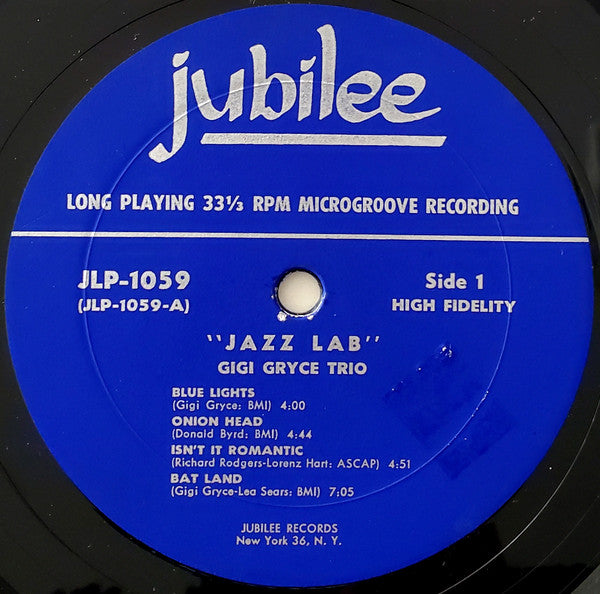 jubilee
LONG PLAYING 33⅓ RPM MICROGROOVE RECORDING
JLP-1059
(JLP-1059-A)
Side 1
HIGH FIDELITY
"JAZZ LAB"
GIGI GRYCE TRIO
BLUE LIGHTS
(Gigi Gryce: BMI) 4:00
ONION HEAD
(Donald Byrd: BMI) 4:44
ISN'T IT ROMANTIC
(Richard Rodgers-Lorenz Hart: ASCAP) 4:51
BAT LAND
(Gigi Gryce-Lea Sears: BMI) 7:05
JUBILEE RECORDS
New York 36, N. Y.